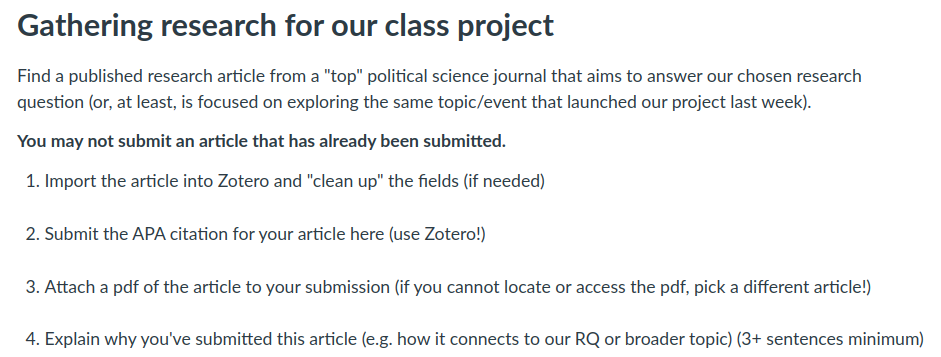 Gathering research for our class project
Find a published research article from a "top" political science journal that aims to answer our chosen research
question (or, at least, is focused on exploring the same topic/event that launched our project last week).
You may not submit an article that has already been submitted.
1. Import the article into Zotero and "clean up" the fields (if needed)
2. Submit the APA citation for your article here (use Zotero!)
3. Attach a pdf of the article to your submission (if you cannot locate or access the pdf, pick a different article!)
4. Explain why you've submitted this article (e.g. how it connects to our RQ or broader topic) (3+ sentences minimum)